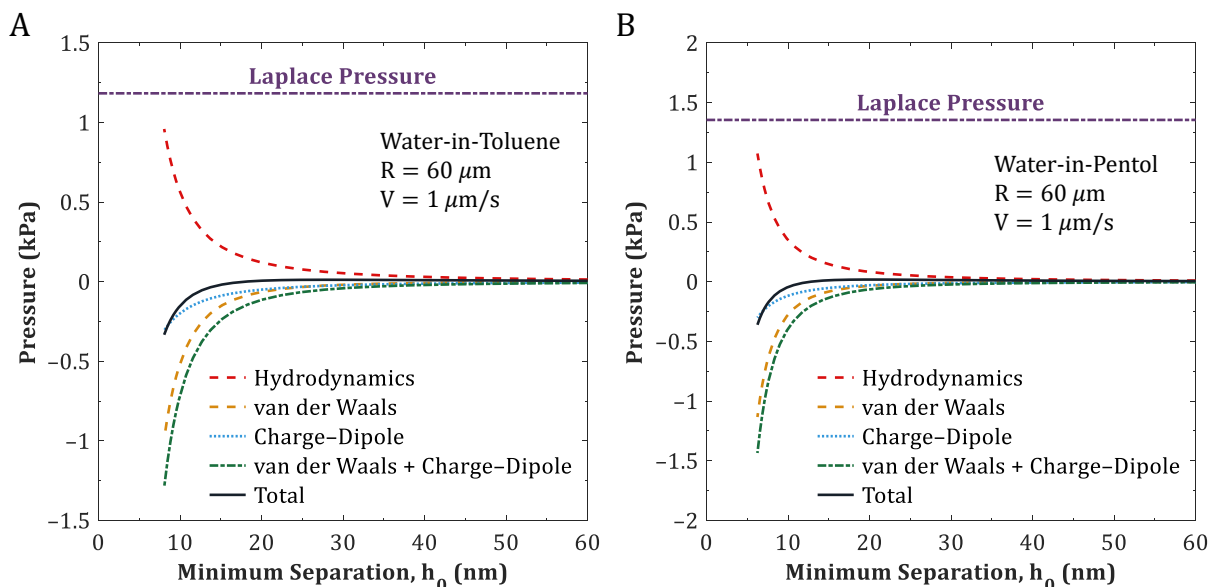 A
1.5
1
0.5
0
−0.5
−1
−1.5
Pressure (kPa)
Laplace Pressure
Water-in-Toluene
R = 60 μm
V = 1 μm/s
Hydrodynamics
van der Waals
Charge–Dipole
van der Waals + Charge–Dipole
Total
0 10 20 30 40 50 60
Minimum Separation, h₀ (nm)
B
2
1.5
1
0.5
0
−0.5
−1
−1.5
−2
Pressure (kPa)
Laplace Pressure
Water-in-Pentol
R = 60 μm
V = 1 μm/s
Hydrodynamics
van der Waals
Charge–Dipole
van der Waals + Charge–Dipole
Total
0 10 20 30 40 50 60
Minimum Separation, h₀ (nm)